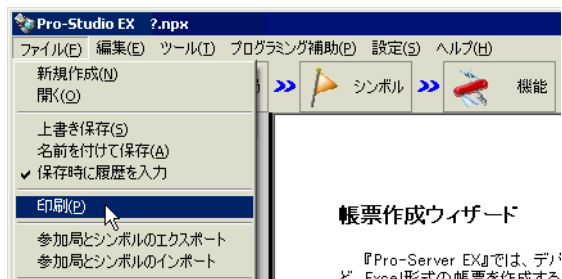 Pro-Studio EX ?.npx
ファイル(F) 編集(E) ツール(T) プログラミング補助(P) 設定(S) ヘルプ(H)
新規作成(N)
開く(O)
シンボル 機能
上書き保存(S)
名前を付けて保存(A)
保存時に履歴を入力
印刷(P)
帳票作成ウィザード
参加局とシンボルのエクスポート
参加局とシンボルのインポート
『Pro-Server EX』では、デバ
ど、Excel形式の帳票を作成する